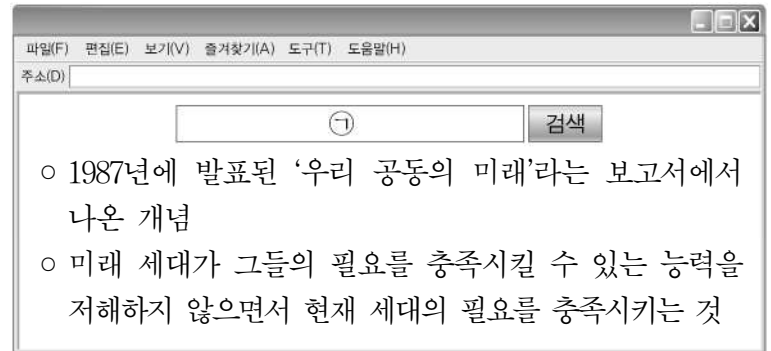 파일(F) 편집(E) 보기(V) 즐겨찾기(A) 도구(T) 도움말(H)
주소(D)
㉠ 검색
○ 1987년에 발표된 ‘우리 공동의 미래’라는 보고서에서
나온 개념
○ 미래 세대가 그들의 필요를 충족시킬 수 있는 능력을
저해하지 않으면서 현재 세대의 필요를 충족시키는 것